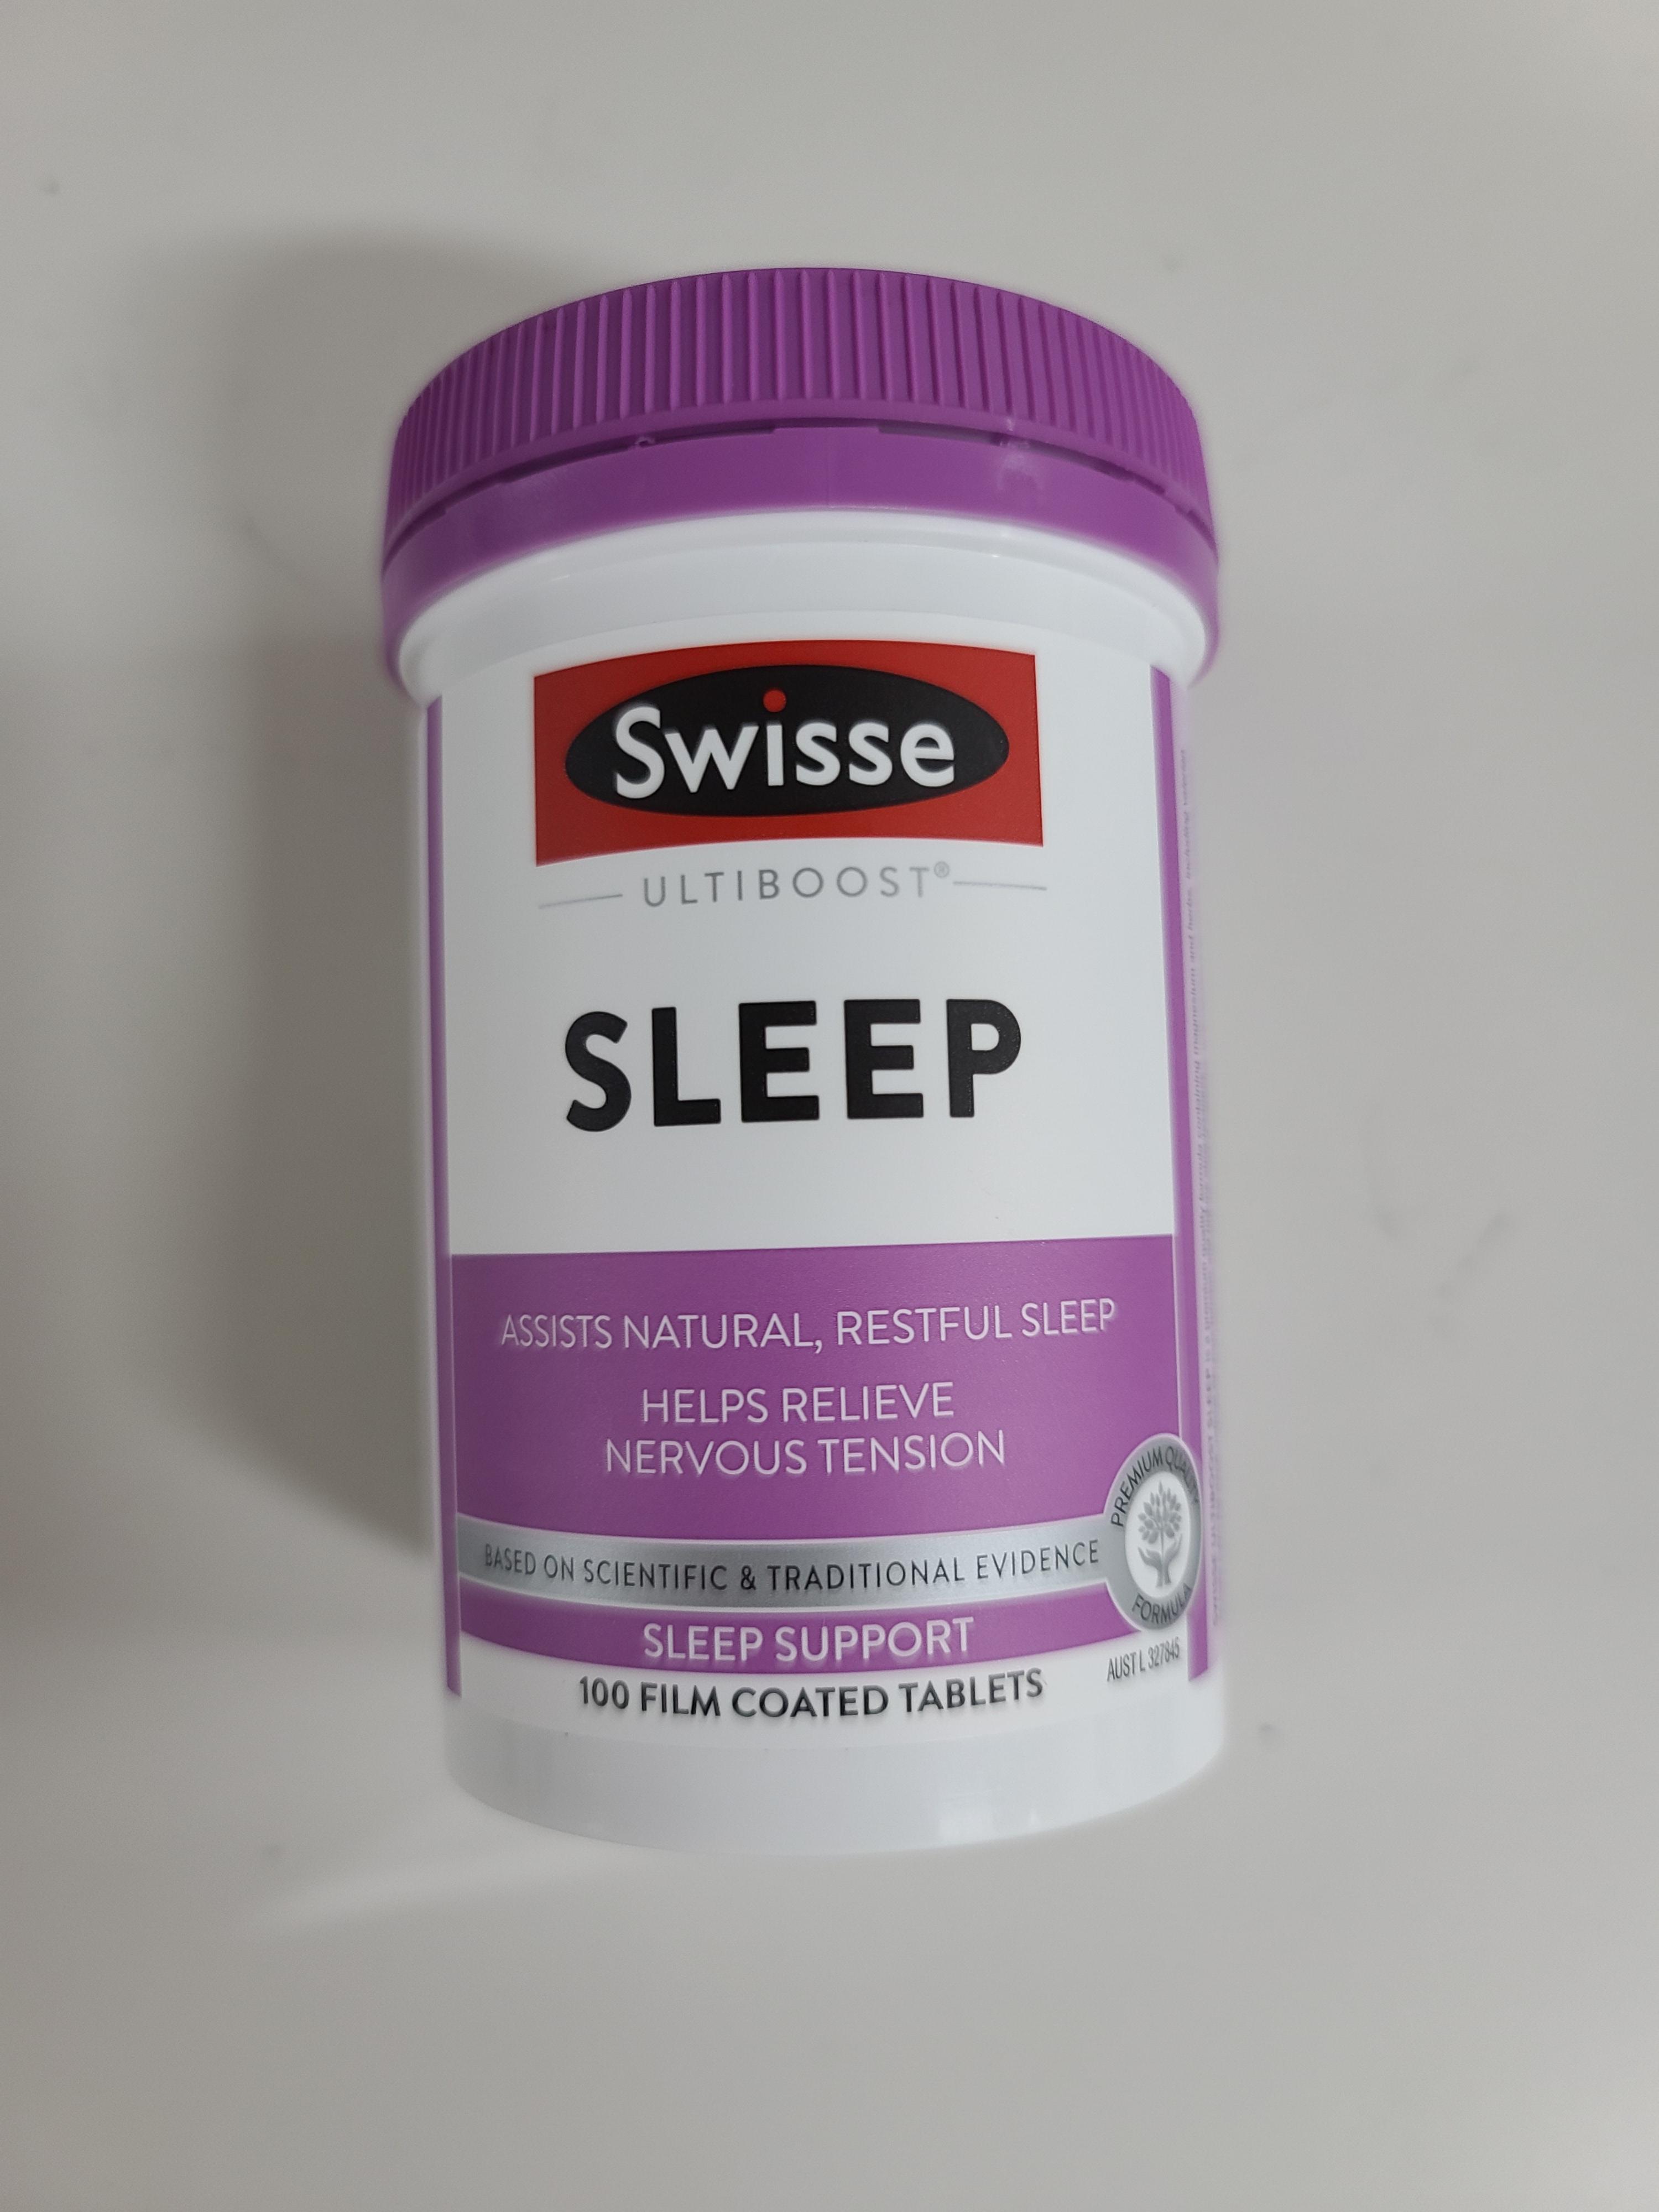 Swisse
ULTIBOOST®
SLEEP
ASSISTS NATURAL, RESTFUL SLEEP
HELPS RELIEVE
NERVOUS TENSION
PREMIUM QUALITY
FORMULA
BASED ON SCIENTIFIC & TRADITIONAL EVIDENCE
SLEEP SUPPORT
AUST L 327845
100 FILM COATED TABLETS